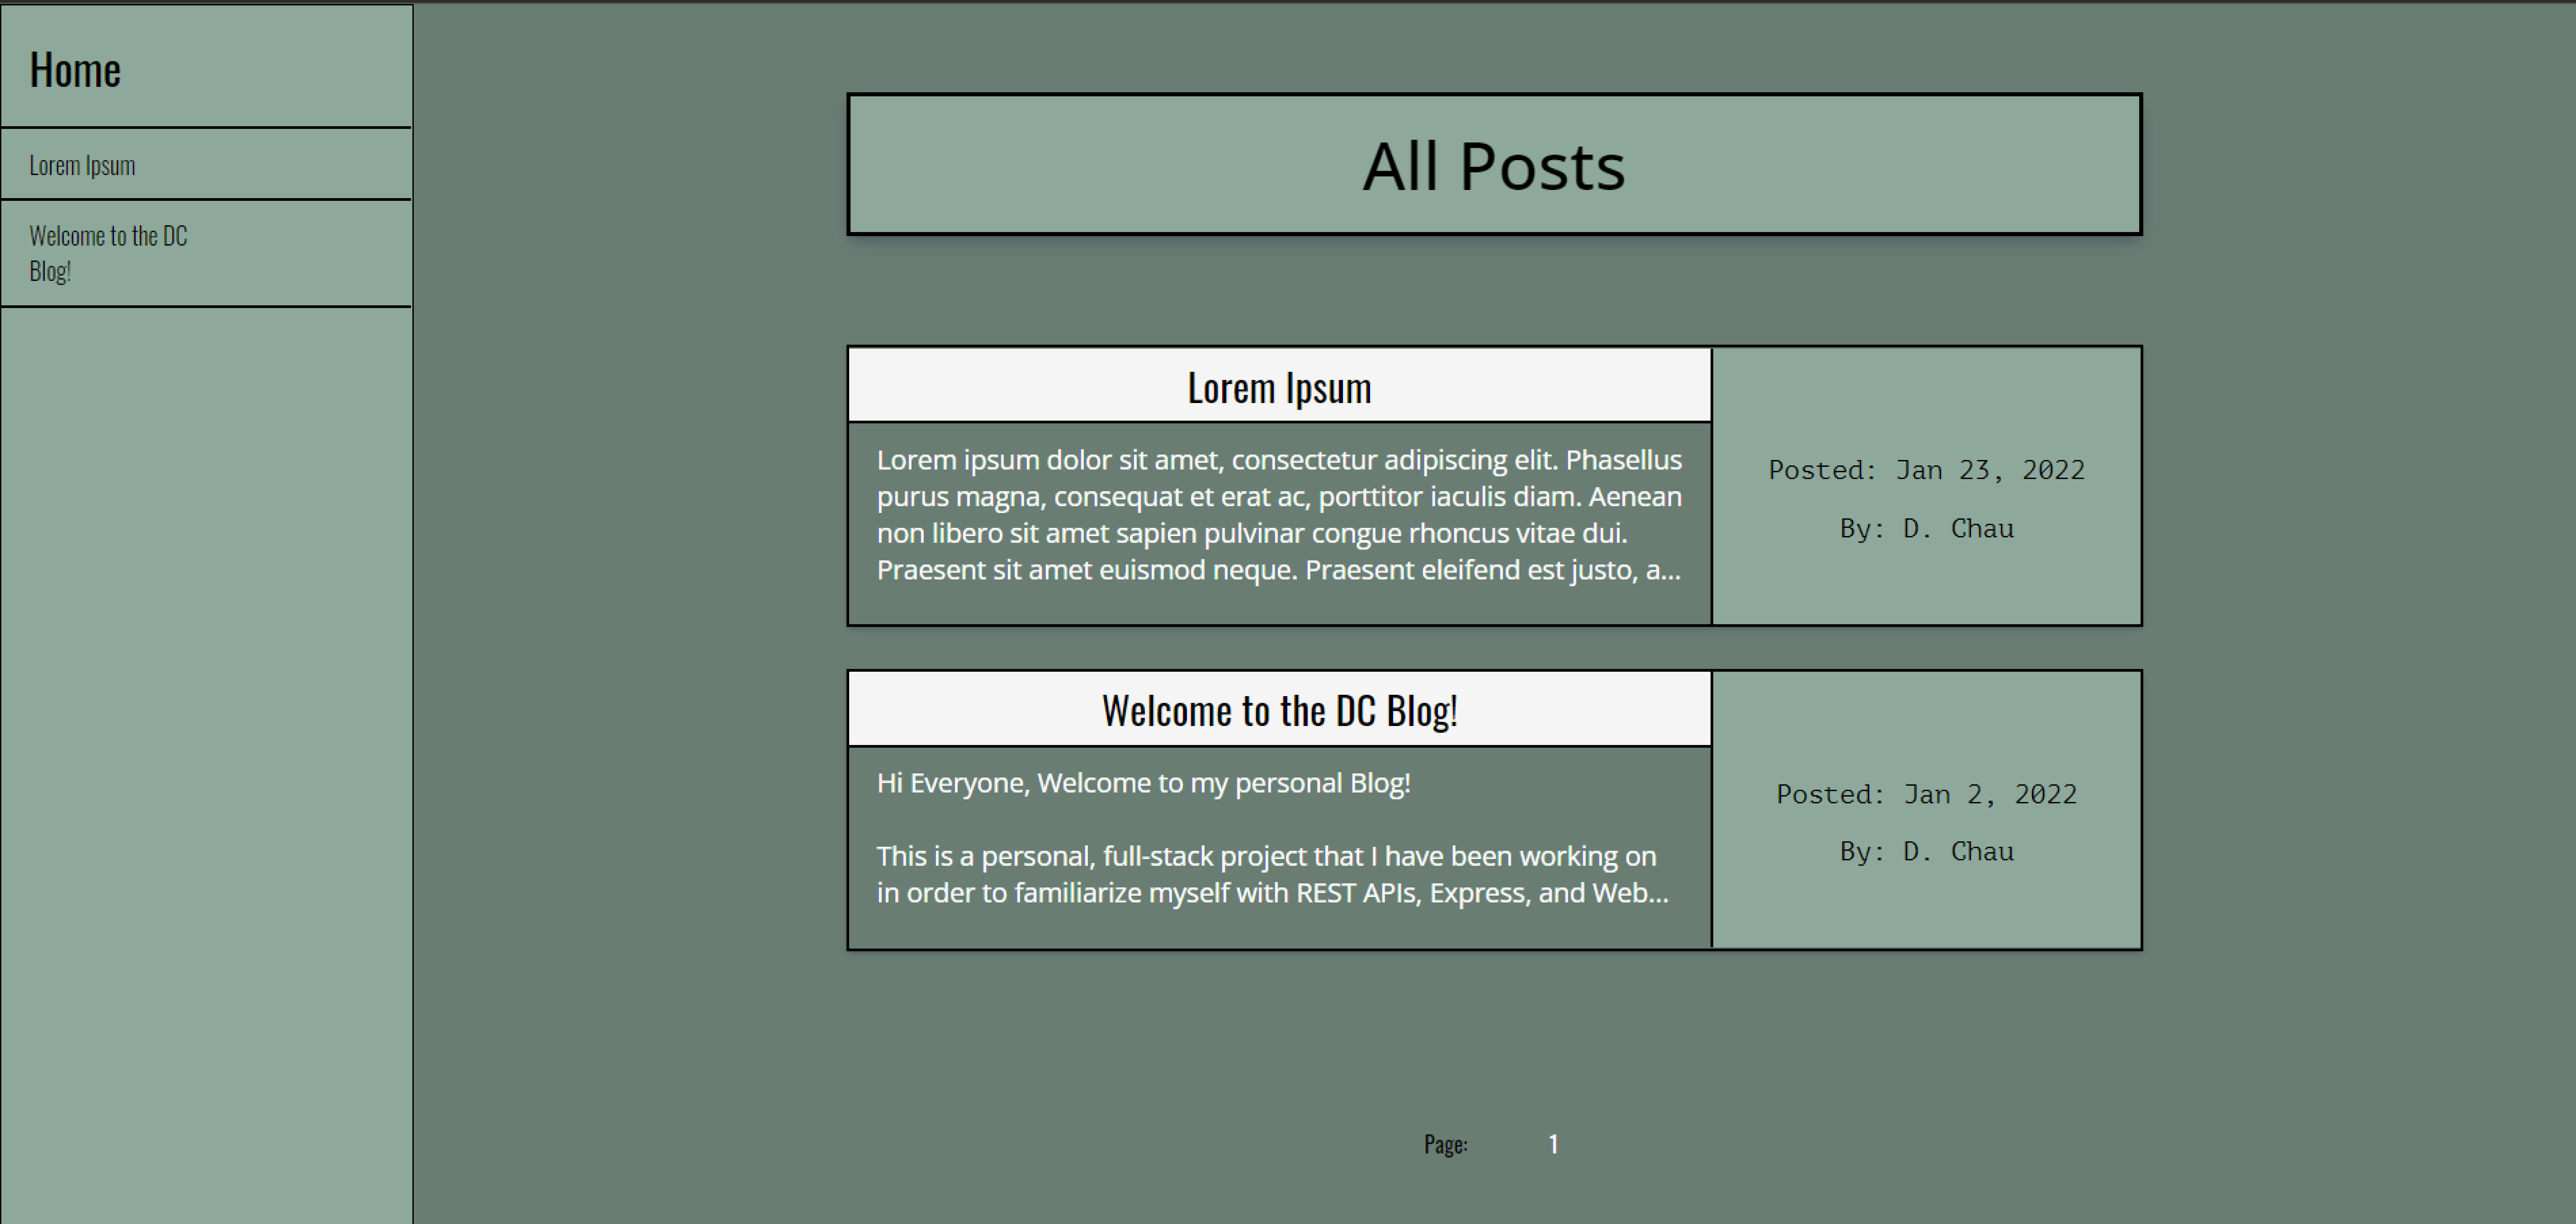 Home
Lorem Ipsum
Welcome to the DC
Blog!
All Posts
Lorem Ipsum
Lorem ipsum dolor sit amet, consectetur adipiscing elit. Phasellus
purus magna, consequat et erat ac, porttitor iaculis diam. Aenean
non libero sit amet sapien pulvinar congue rhoncus vitae dui.
Praesent sit amet euismod neque. Praesent eleifend est justo, a...
Posted: Jan 23, 2022
By: D. Chau
Welcome to the DC Blog!
Hi Everyone, Welcome to my personal Blog!
This is a personal, full-stack project that I have been working on
in order to familiarize myself with REST APIs, Express, and Web...
Posted: Jan 2, 2022
By: D. Chau
Page: 1